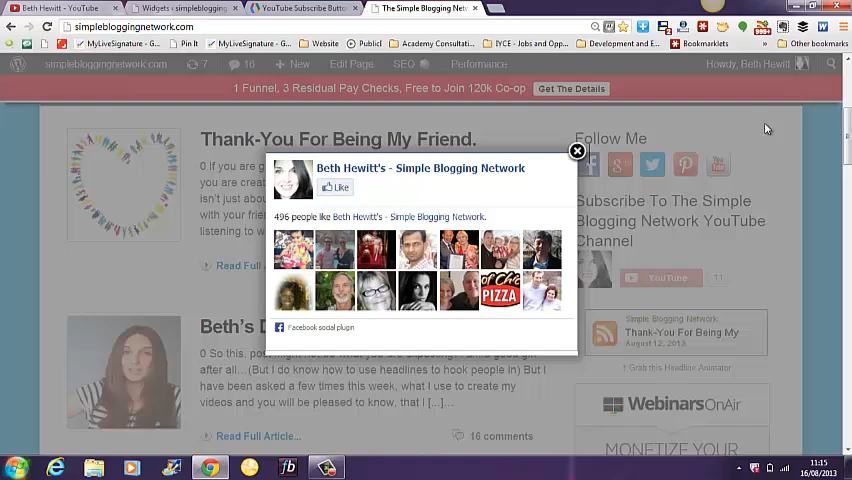 Beth Hewitt - YouTube
Widgets ‹ simplebloggin
YouTube Subscribe Butto
The Simple Blogging Net
simplebloggingnetwork.com
Apps
MyLiveSignature - G...
Pin It
MyLiveSignature - G...
Website
Public
Academy Consultati...
IYCE - Jobs and Opp...
Development and E...
Bookmarklets
»
Other bookmarks
simplebloggingnetwork.com
7
16
+ New
Edit Page
SEO
Performance
Howdy, Beth Hewitt
1 Funnel, 3 Residual Pay Checks, Free to Join 120k Co-op
Get The Details
Thank-You For Being My Friend.
0 If you are g
you are creat
isn't just abou
with your frier
listening to w
Read Full A
Beth Hewitt's - Simple Blogging Network
Like
496 people like Beth Hewitt's - Simple Blogging Network.
PIZZA
Facebook social plugin
Follow Me
Subscribe To The Simple
Blogging Network YouTube
Channel
YouTube
11
Simple Blogging Network
Thank-You For Being My
August 12, 2013
↑ Grab this Headline Animator
WebinarsOnAir
MONETIZE YOUR
Beth's D
0 So this, post
after all...(But I do know how to use headlines to hook people in) But I
have been asked a few times this week, what I use to create my
videos and you will be pleased to know, that I [...]
Read Full Article...
16 comments
11:15
16/08/2013